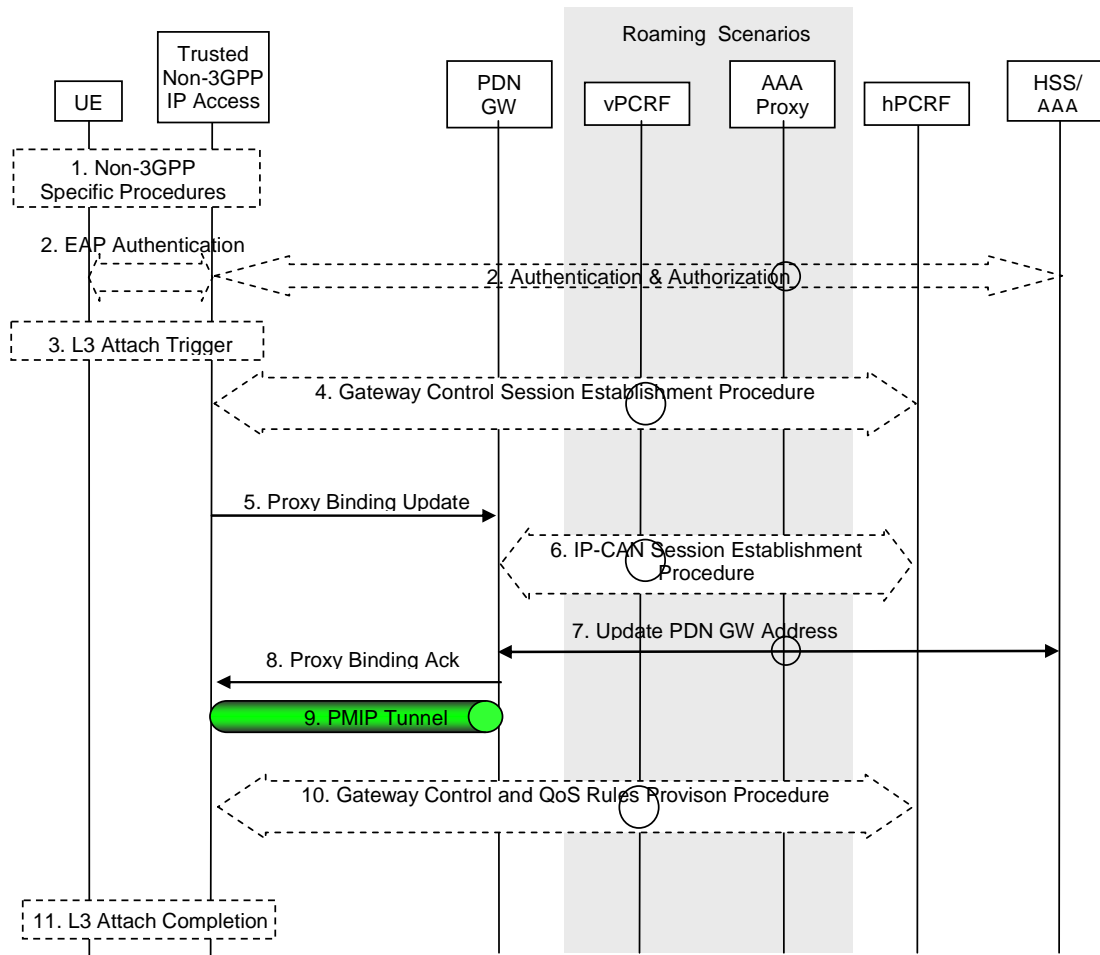 Roaming Scenarios
Trusted
Non-3GPP
IP Access
UE
PDN
GW
vPCRF
AAA
Proxy
hPCRF
HSS/
AAA
1. Non-3GPP
Specific Procedures
2. EAP Authentication
2. Authentication & Authorization
3. L3 Attach Trigger
4. Gateway Control Session Establishment Procedure
5. Proxy Binding Update
6. IP-CAN Session Establishment
Procedure
7. Update PDN GW Address
8. Proxy Binding Ack
9. PMIP Tunnel
10. Gateway Control and QoS Rules Provison Procedure
11. L3 Attach Completion